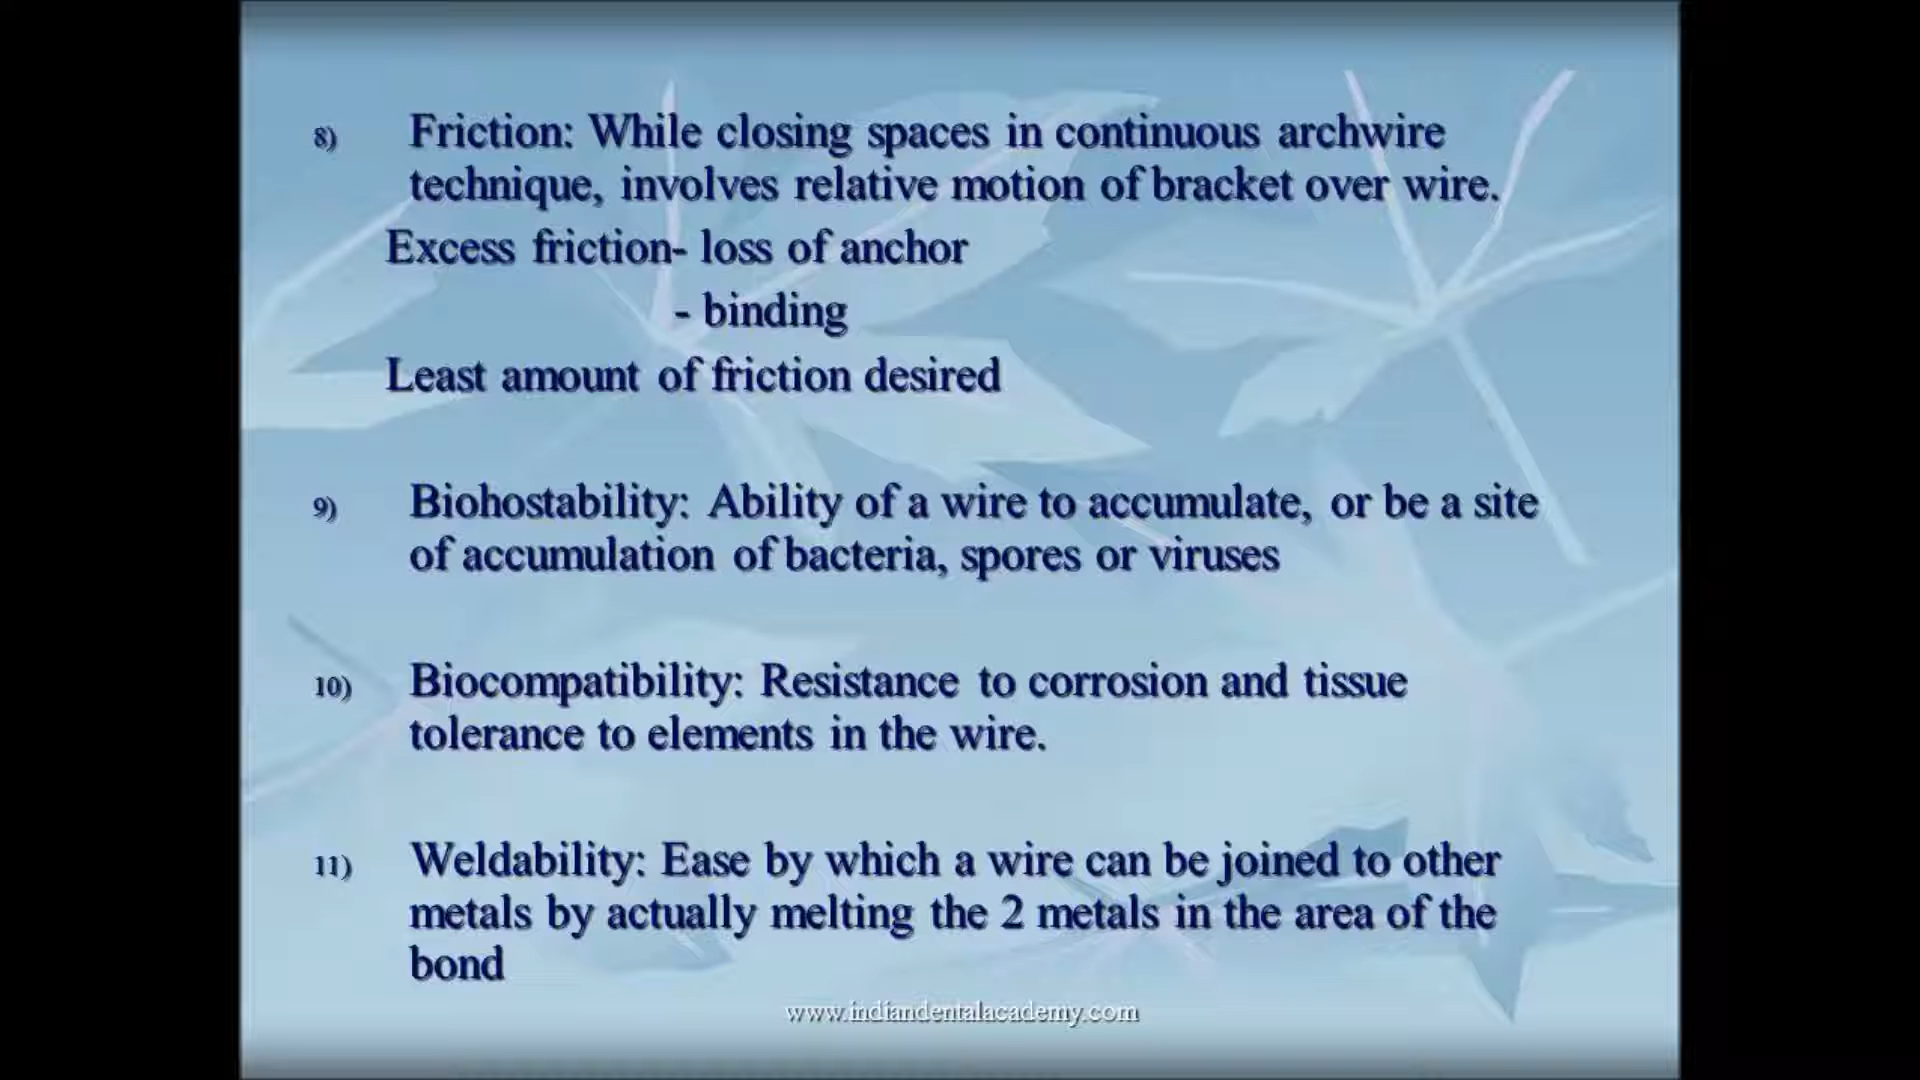 8) Friction: While closing spaces in continuous archwire
technique, involves relative motion of bracket over wire.
Excess friction- loss of anchor
- binding
Least amount of friction desired
9) Biohostability: Ability of a wire to accumulate, or be a site
of accumulation of bacteria, spores or viruses
10) Biocompatibility: Resistance to corrosion and tissue
tolerance to elements in the wire.
11) Weldability: Ease by which a wire can be joined to other
metals by actually melting the 2 metals in the area of the
bond
www.indiandentalacademy.com